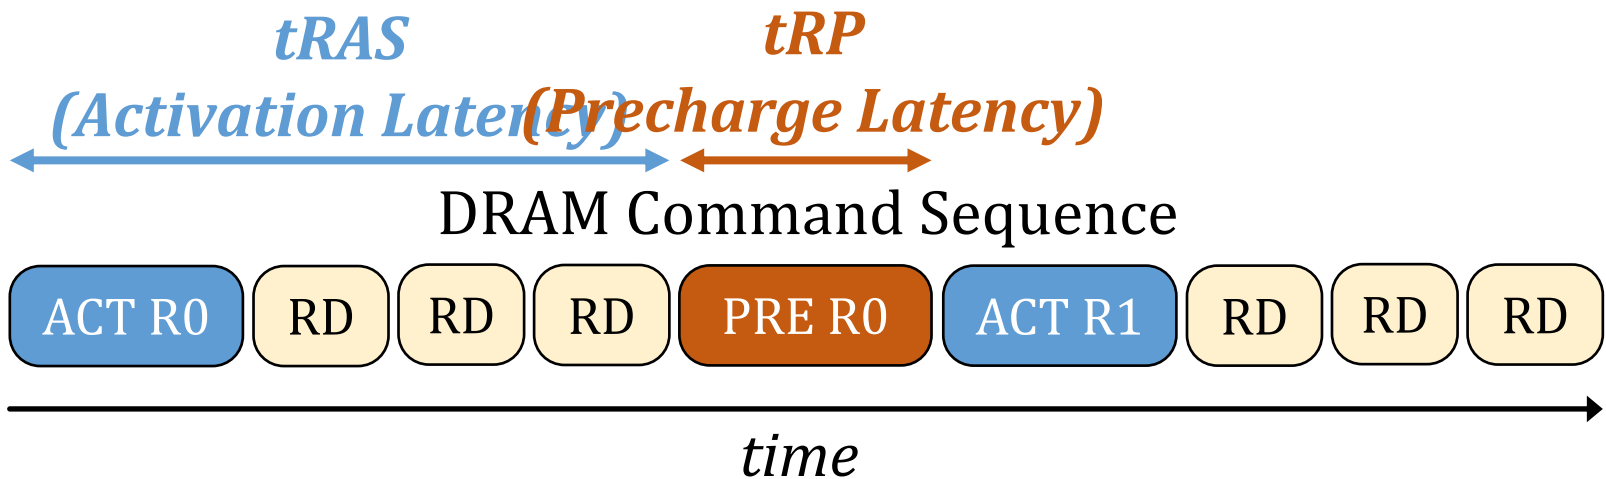 tRAS
(Activation Latency)
tRP
(Precharge Latency)
DRAM Command Sequence
ACT R0 RD RD RD PRE R0 ACT R1 RD RD RD
time